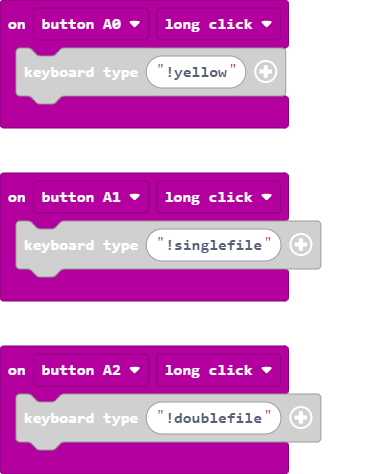 on button A0 long click
keyboard type "!yellow"
on button A1 long click
keyboard type "!singlefile"
on button A2 long click
keyboard type "!doublefile"